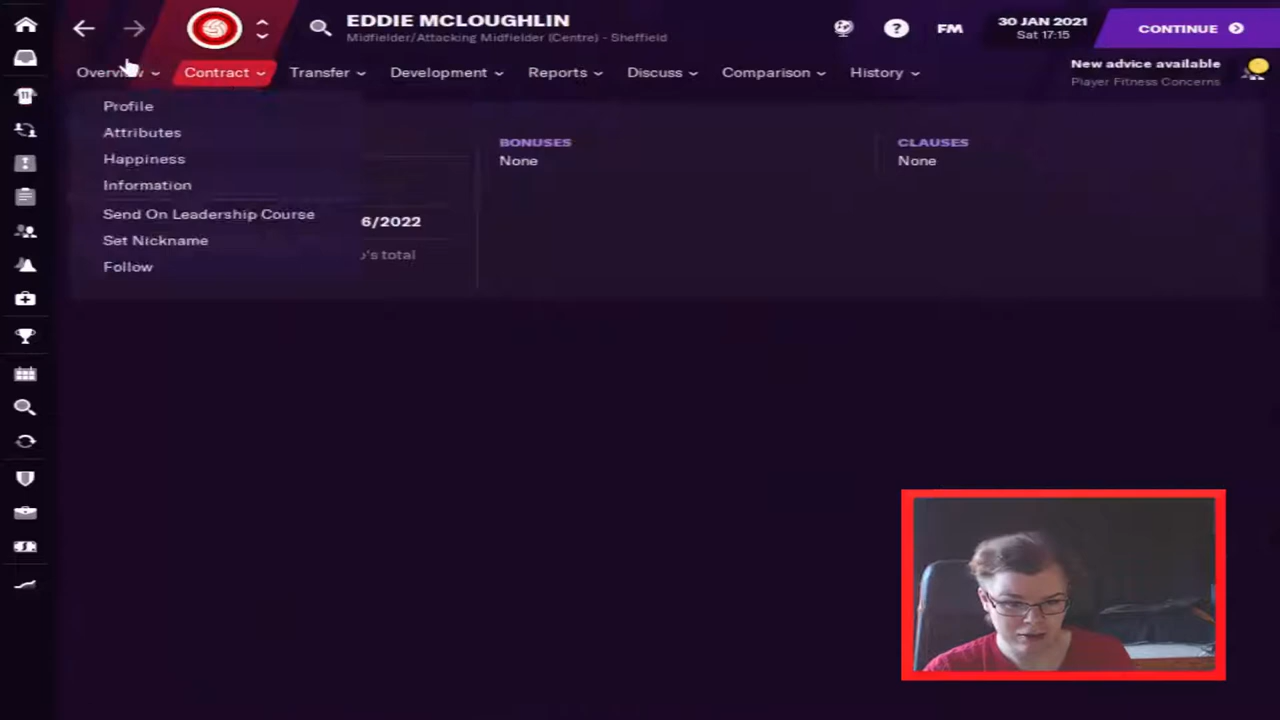 EDDIE MCLOUGHLIN
Midfielder/Attacking Midfielder (Centre) - Sheffield
FM
30 JAN 2021
Sat 17:15
CONTINUE
Overview
Contract
Transfer
Development
Reports
Discuss
Comparison
History
New advice available
Player Fitness Concerns
Profile
Attributes
Happiness
Information
Send On Leadership Course
Set Nickname
Follow
6/2022
's total
BONUSES
None
CLAUSES
None